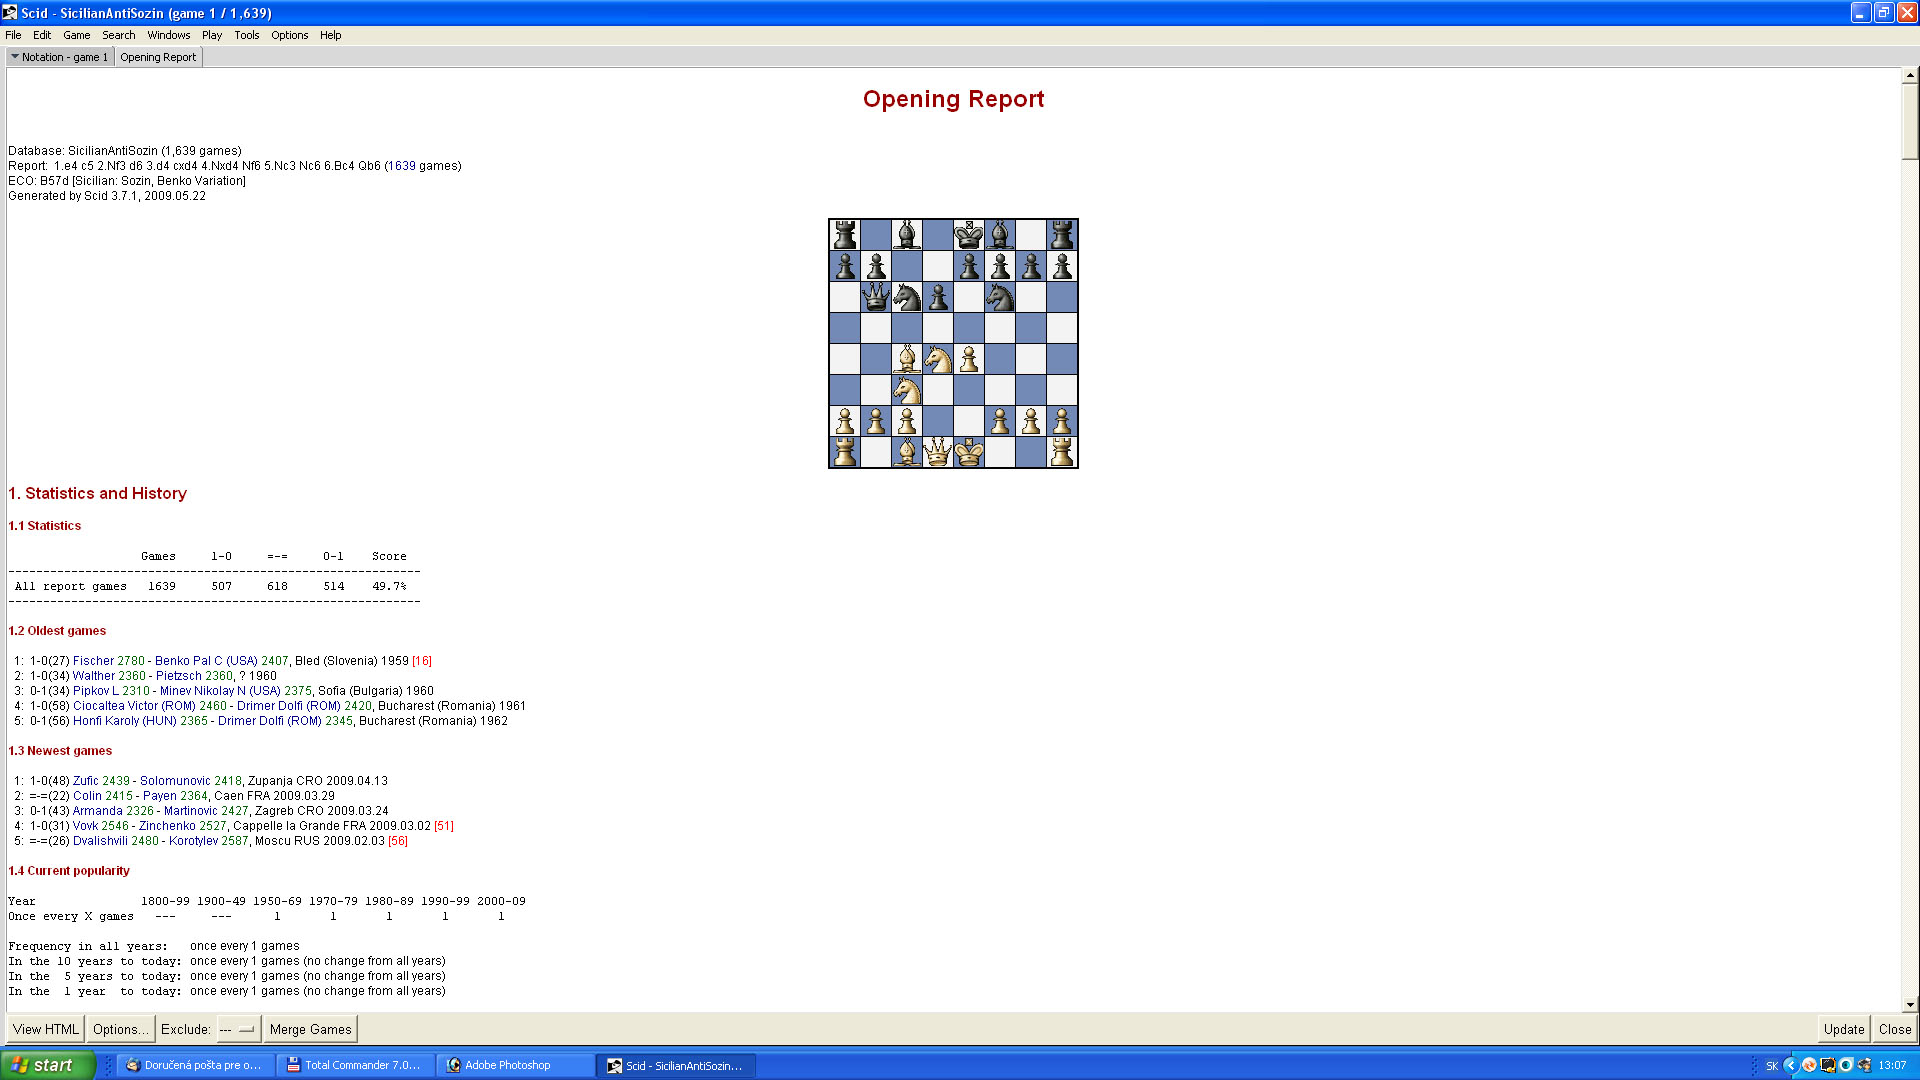 Scid - SicilianAntiSozin (game 1 / 1,639)
File Edit Game Search Windows Play Tools Options Help
Notation - game 1 Opening Report
Opening Report
Database: SicilianAntiSozin (1,639 games)
Report: 1.e4 c5 2.Nf3 d6 3.d4 cxd4 4.Nxd4 Nf6 5.Nc3 Nc6 6.Bc4 Qb6 (1639 games)
ECO: B57d [Sicilian: Sozin, Benko Variation]
Generated by Scid 3.7.1, 2009.05.22
1. Statistics and History
1.1 Statistics
Games 1-0 =-= 0-1 Score
------------------------------------------------------------
All report games 1639 507 618 514 49.7%
------------------------------------------------------------
1.2 Oldest games
1: 1-0(27) Fischer 2780 - Benko Pal C (USA) 2407, Bled (Slovenia) 1959 [16]
2: 1-0(34) Walther 2360 - Pietzsch 2360, ? 1960
3: 0-1(34) Pipkov L 2310 - Minev Nikolay N (USA) 2375, Sofia (Bulgaria) 1960
4: 1-0(58) Ciocaltea Victor (ROM) 2460 - Drimer Dolfi (ROM) 2420, Bucharest (Romania) 1961
5: 0-1(56) Honfi Karoly (HUN) 2365 - Drimer Dolfi (ROM) 2345, Bucharest (Romania) 1962
1.3 Newest games
1: 1-0(48) Zufic 2439 - Solomunovic 2418, Zupanja CRO 2009.04.13
2: =-=(22) Colin 2415 - Payen 2364, Caen FRA 2009.03.29
3: 0-1(43) Armanda 2326 - Martinovic 2427, Zagreb CRO 2009.03.24
4: 1-0(31) Vovk 2546 - Zinchenko 2527, Cappelle la Grande FRA 2009.03.02 [51]
5: =-=(26) Dvalishvili 2480 - Korotylev 2587, Moscu RUS 2009.02.03 [56]
1.4 Current popularity
Year 1800-99 1900-49 1950-69 1970-79 1980-89 1990-99 2000-09
Once every X games --- --- 1 1 1 1 1
Frequency in all years: once every 1 games
In the 10 years to today: once every 1 games (no change from all years)
In the 5 years to today: once every 1 games (no change from all years)
In the 1 year to today: once every 1 games (no change from all years)
View HTML Options... Exclude: --- Merge Games Update Close
start Doručená pošta pre o... Total Commander 7.0... Adobe Photoshop Scid - SicilianAntiSozin... SK 13:07